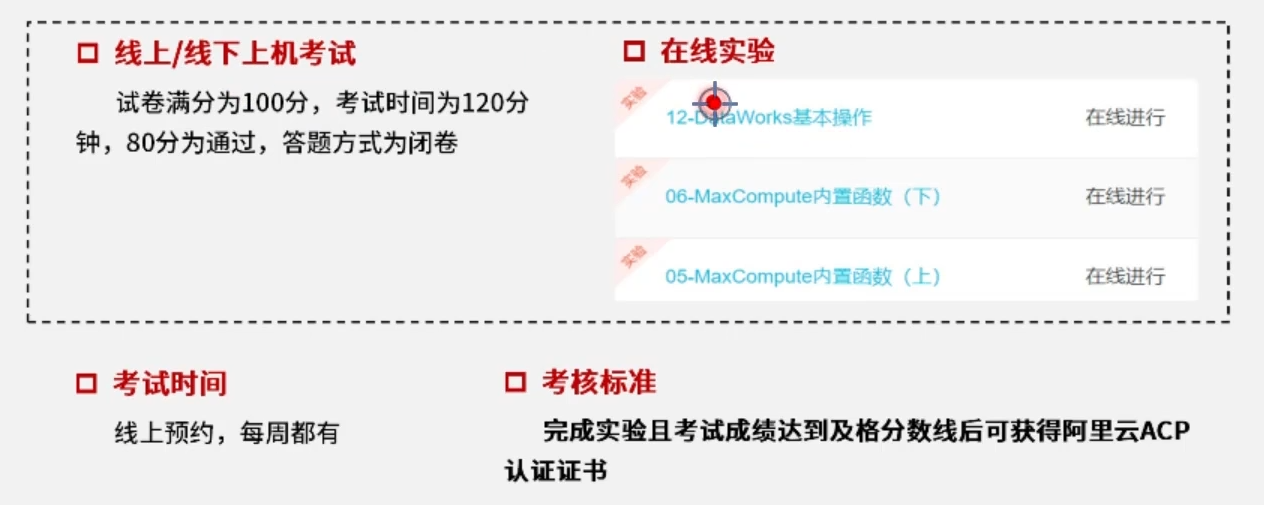 线上/线下上机考试
试卷满分为100分，考试时间为120分
钟，80分为通过，答题方式为闭卷
在线实验
实验
12-DataWorks基本操作
在线进行
实验
06-MaxCompute内置函数（下）
在线进行
实验
05-MaxCompute内置函数（上）
在线进行
考试时间
线上预约，每周都有
考核标准
完成实验且考试成绩达到及格分数线后可获得阿里云ACP
认证证书